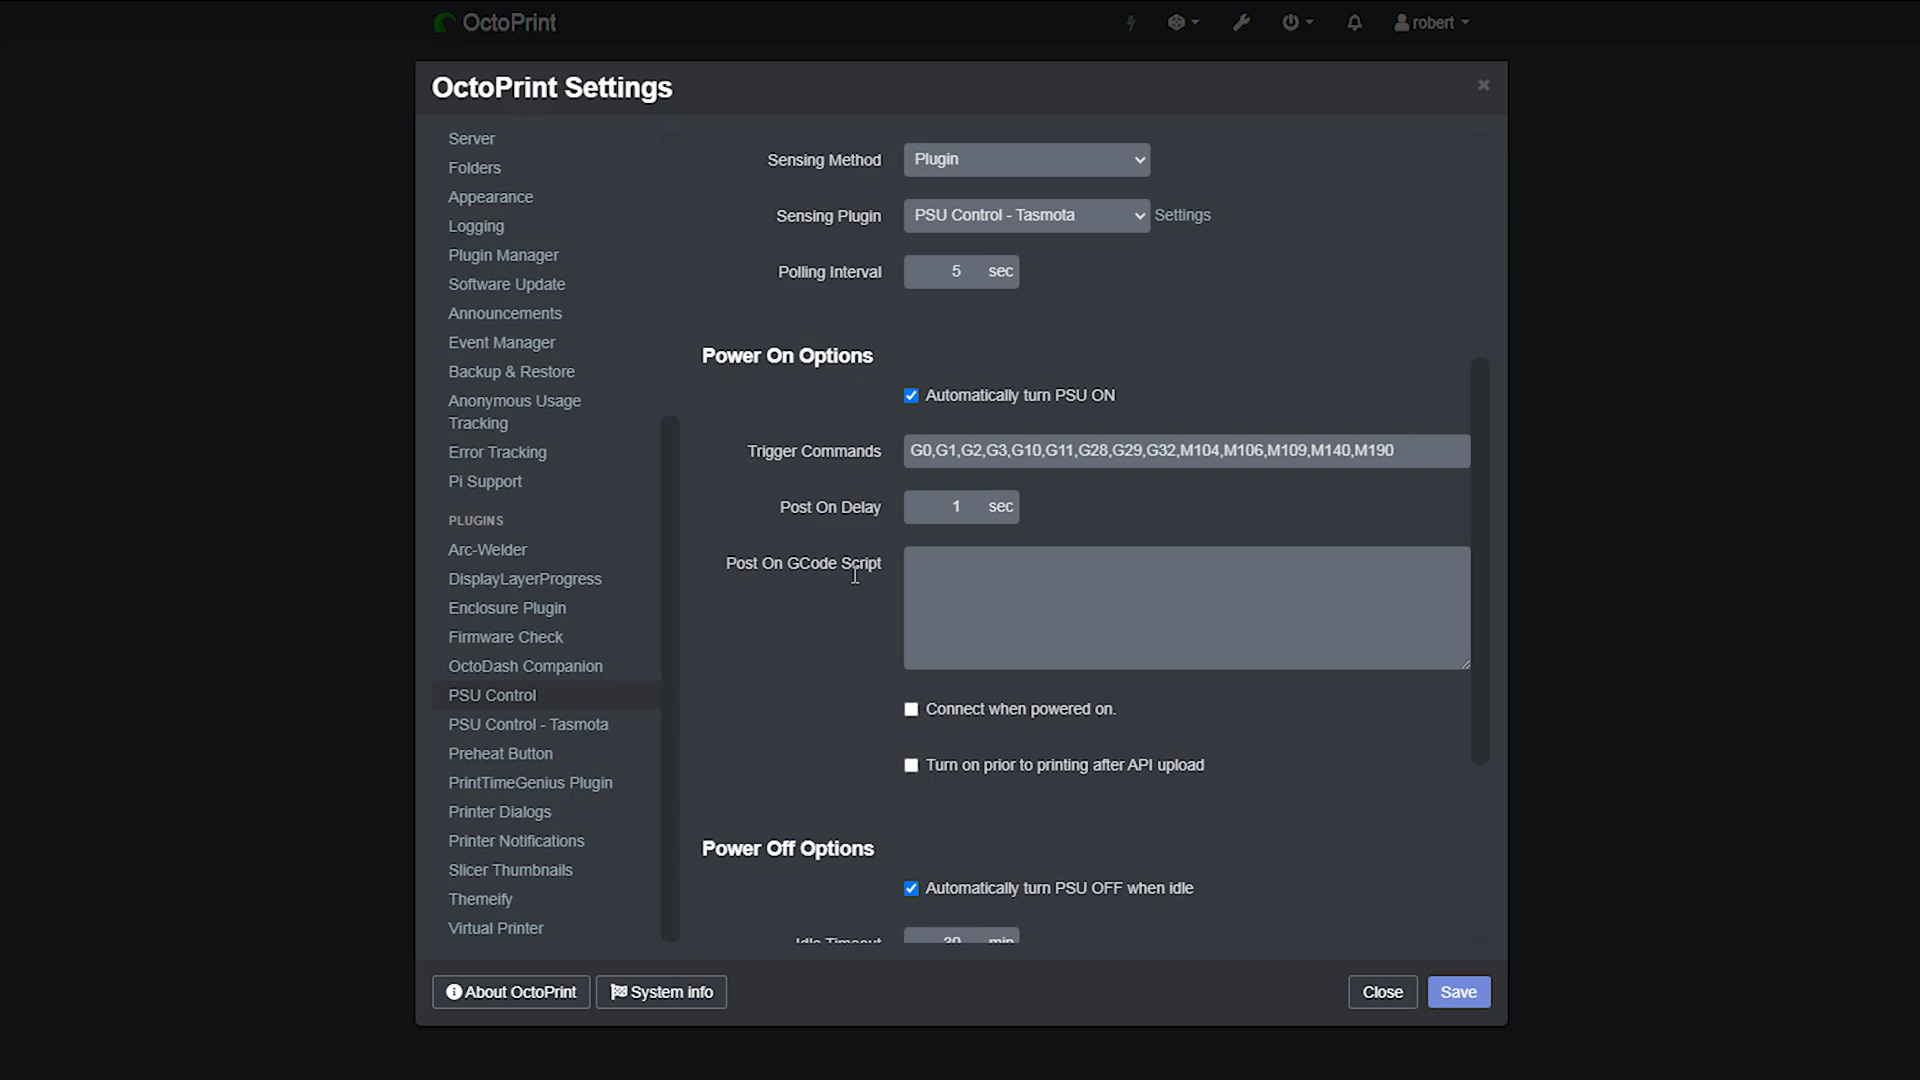 OctoPrint
robert
OctoPrint Settings
Server
Folders
Appearance
Logging
Plugin Manager
Software Update
Announcements
Event Manager
Backup & Restore
Anonymous Usage
Tracking
Error Tracking
Pi Support
PLUGINS
Arc-Welder
DisplayLayerProgress
Enclosure Plugin
Firmware Check
OctoDash Companion
PSU Control
PSU Control - Tasmota
Preheat Button
PrintTimeGenius Plugin
Printer Dialogs
Printer Notifications
Slicer Thumbnails
Themeify
Virtual Printer
Sensing Method Plugin
Sensing Plugin PSU Control - Tasmota Settings
Polling Interval 5 sec
Power On Options
Automatically turn PSU ON
Trigger Commands G0,G1,G2,G3,G10,G11,G28,G29,G32,M104,M106,M109,M140,M190
Post On Delay 1 sec
Post On GCode Script
Connect when powered on.
Turn on prior to printing after API upload
Power Off Options
Automatically turn PSU OFF when idle
Idle Timeout 30 min
About OctoPrint System info Close Save